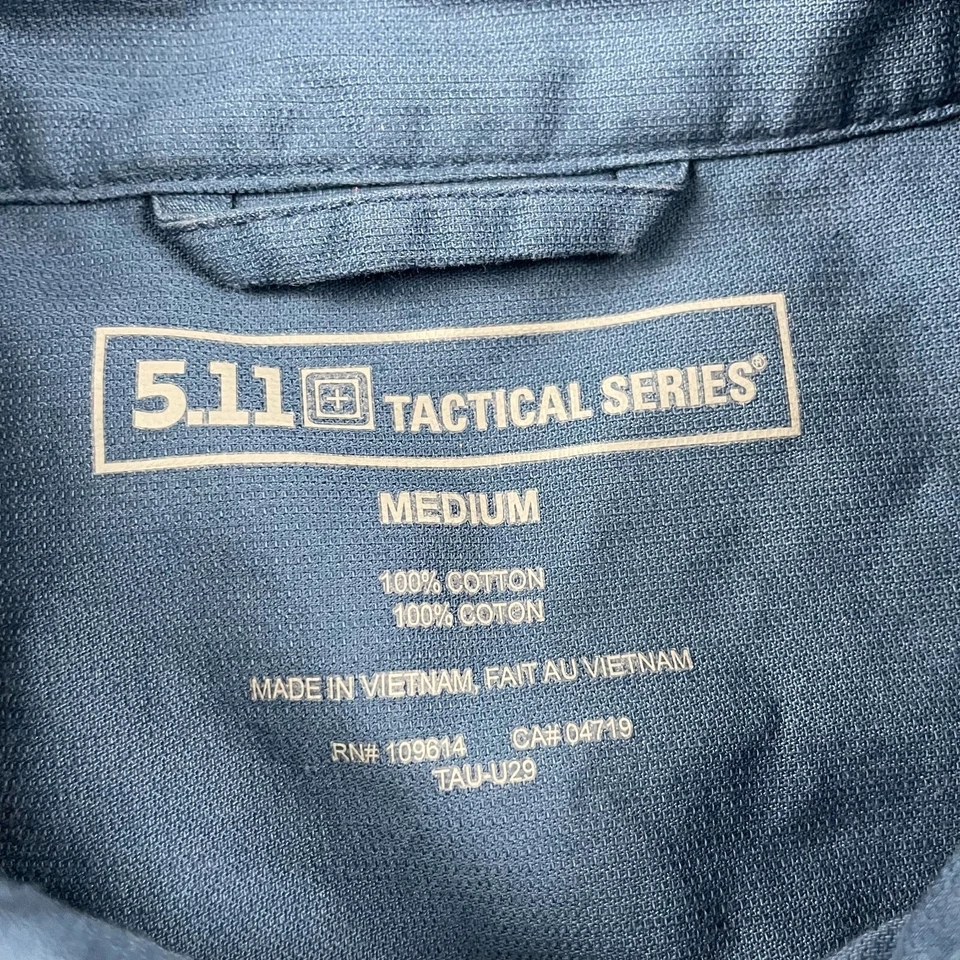 5.11 TACTICAL SERIES®
MEDIUM
100% COTTON
100% COTON
MADE IN VIETNAM, FAIT AU VIETNAM
RN# 109614 CA# 04719
TAU-U29